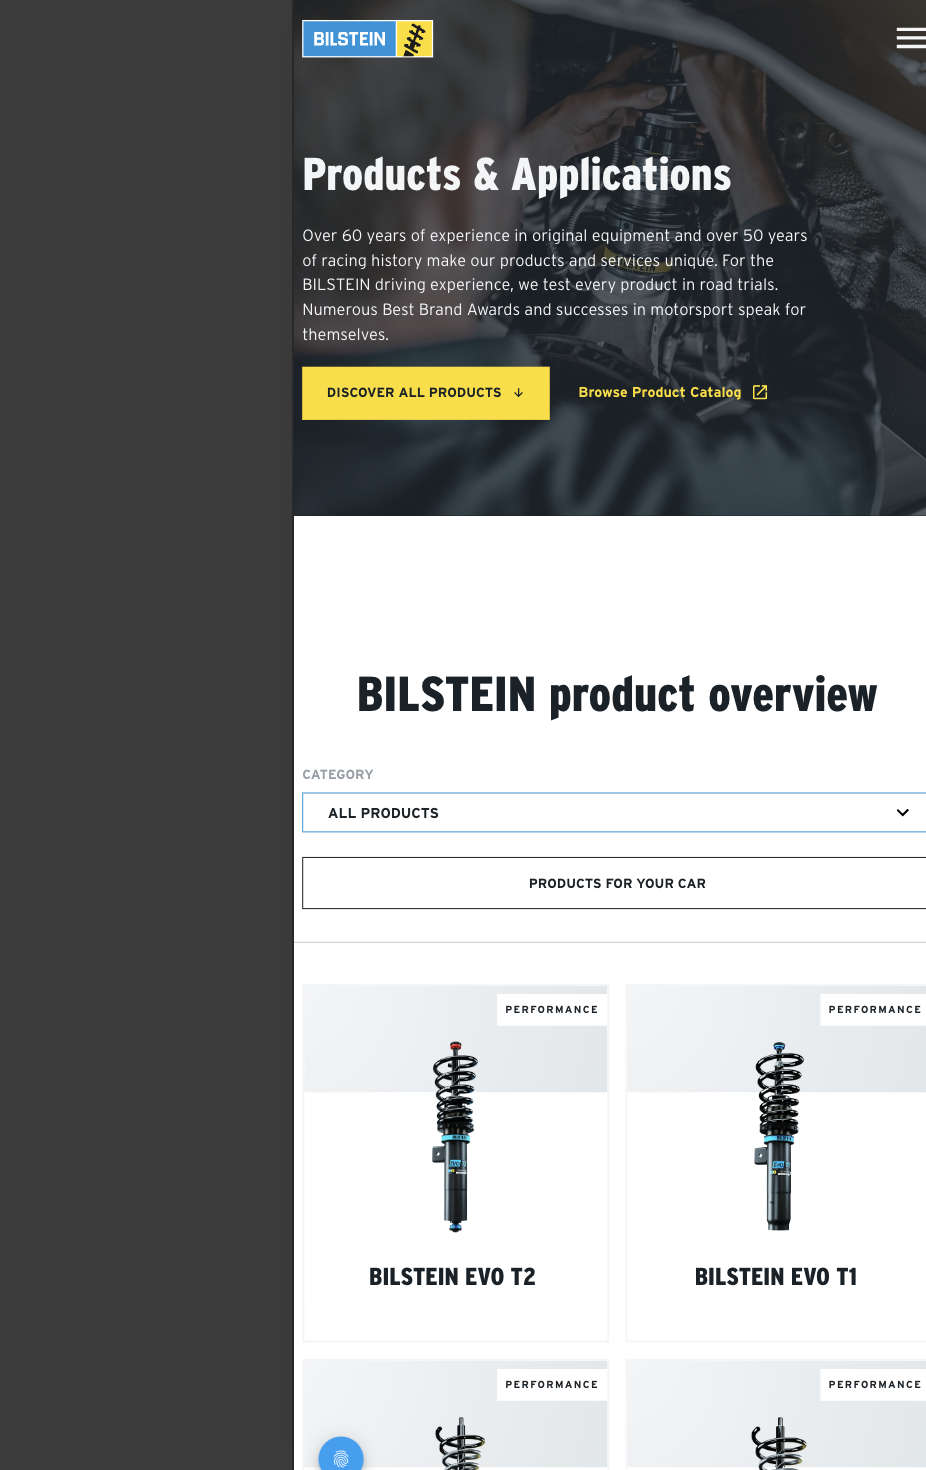 BILSTEIN
Products & Applications
Over 60 years of experience in original equipment and over 50 years
of racing history make our products and services unique. For the
BILSTEIN driving experience, we test every product in road trials.
Numerous Best Brand Awards and successes in motorsport speak for
themselves.
DISCOVER ALL PRODUCTS
Browse Product Catalog
BILSTEIN product overview
CATEGORY
ALL PRODUCTS
PRODUCTS FOR YOUR CAR
PERFORMANCE
PERFORMANCE
BILSTEIN EVO T2
BILSTEIN EVO T1
PERFORMANCE
PERFORMANCE